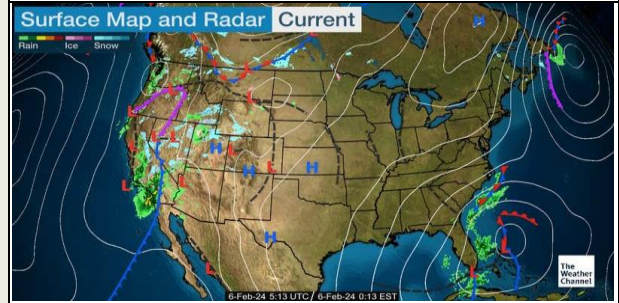 Surface Map and Radar Current
Rain Ice Snow
H
L
L
L
L L
L
H L
H L H
L L
H
L
L
L
The
Weather
Channel
6-Feb-24 5:13 UTC / 6-Feb-24 0:13 EST